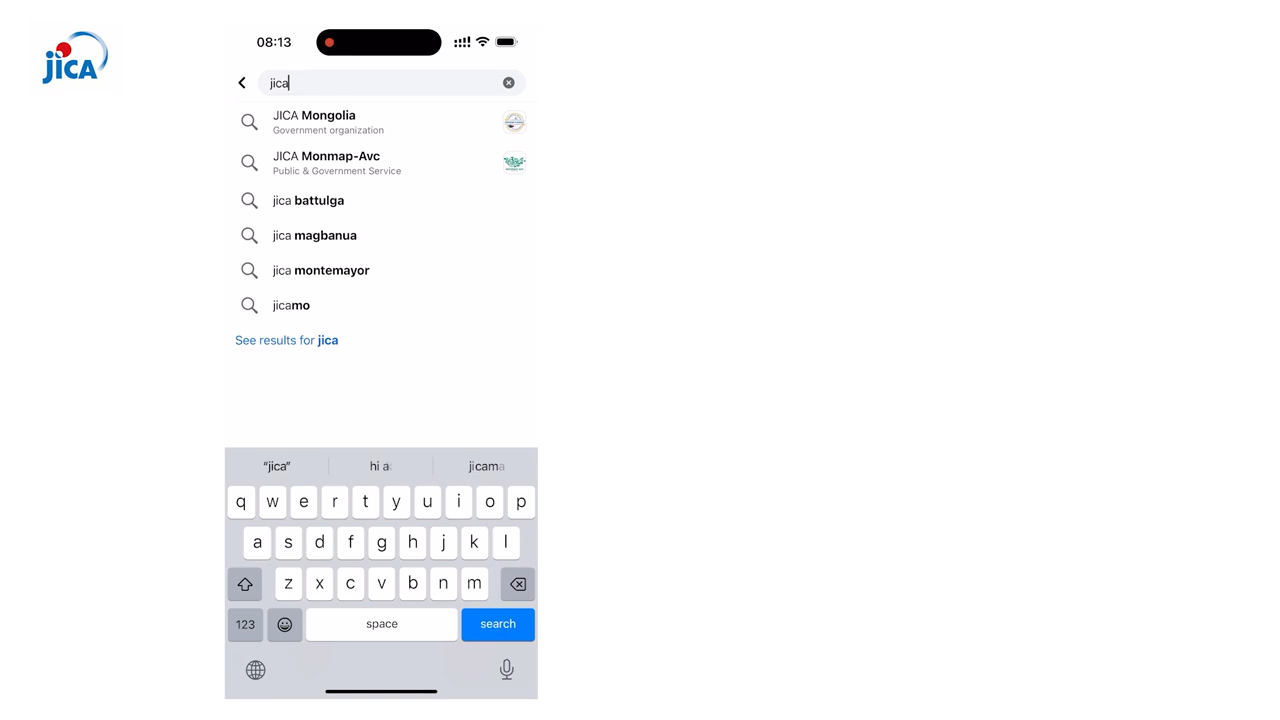 jica
08:13
jica
JICA Mongolia
Government organization
JICA Monmap-Avc
Public & Government Service
jica battulga
jica magbanua
jica montemayor
jicamo
See results for jica
"jica"
hi a
jicama
q w e r t y u i o p
a s d f g h j k l
z x c v b n m
123
space
search